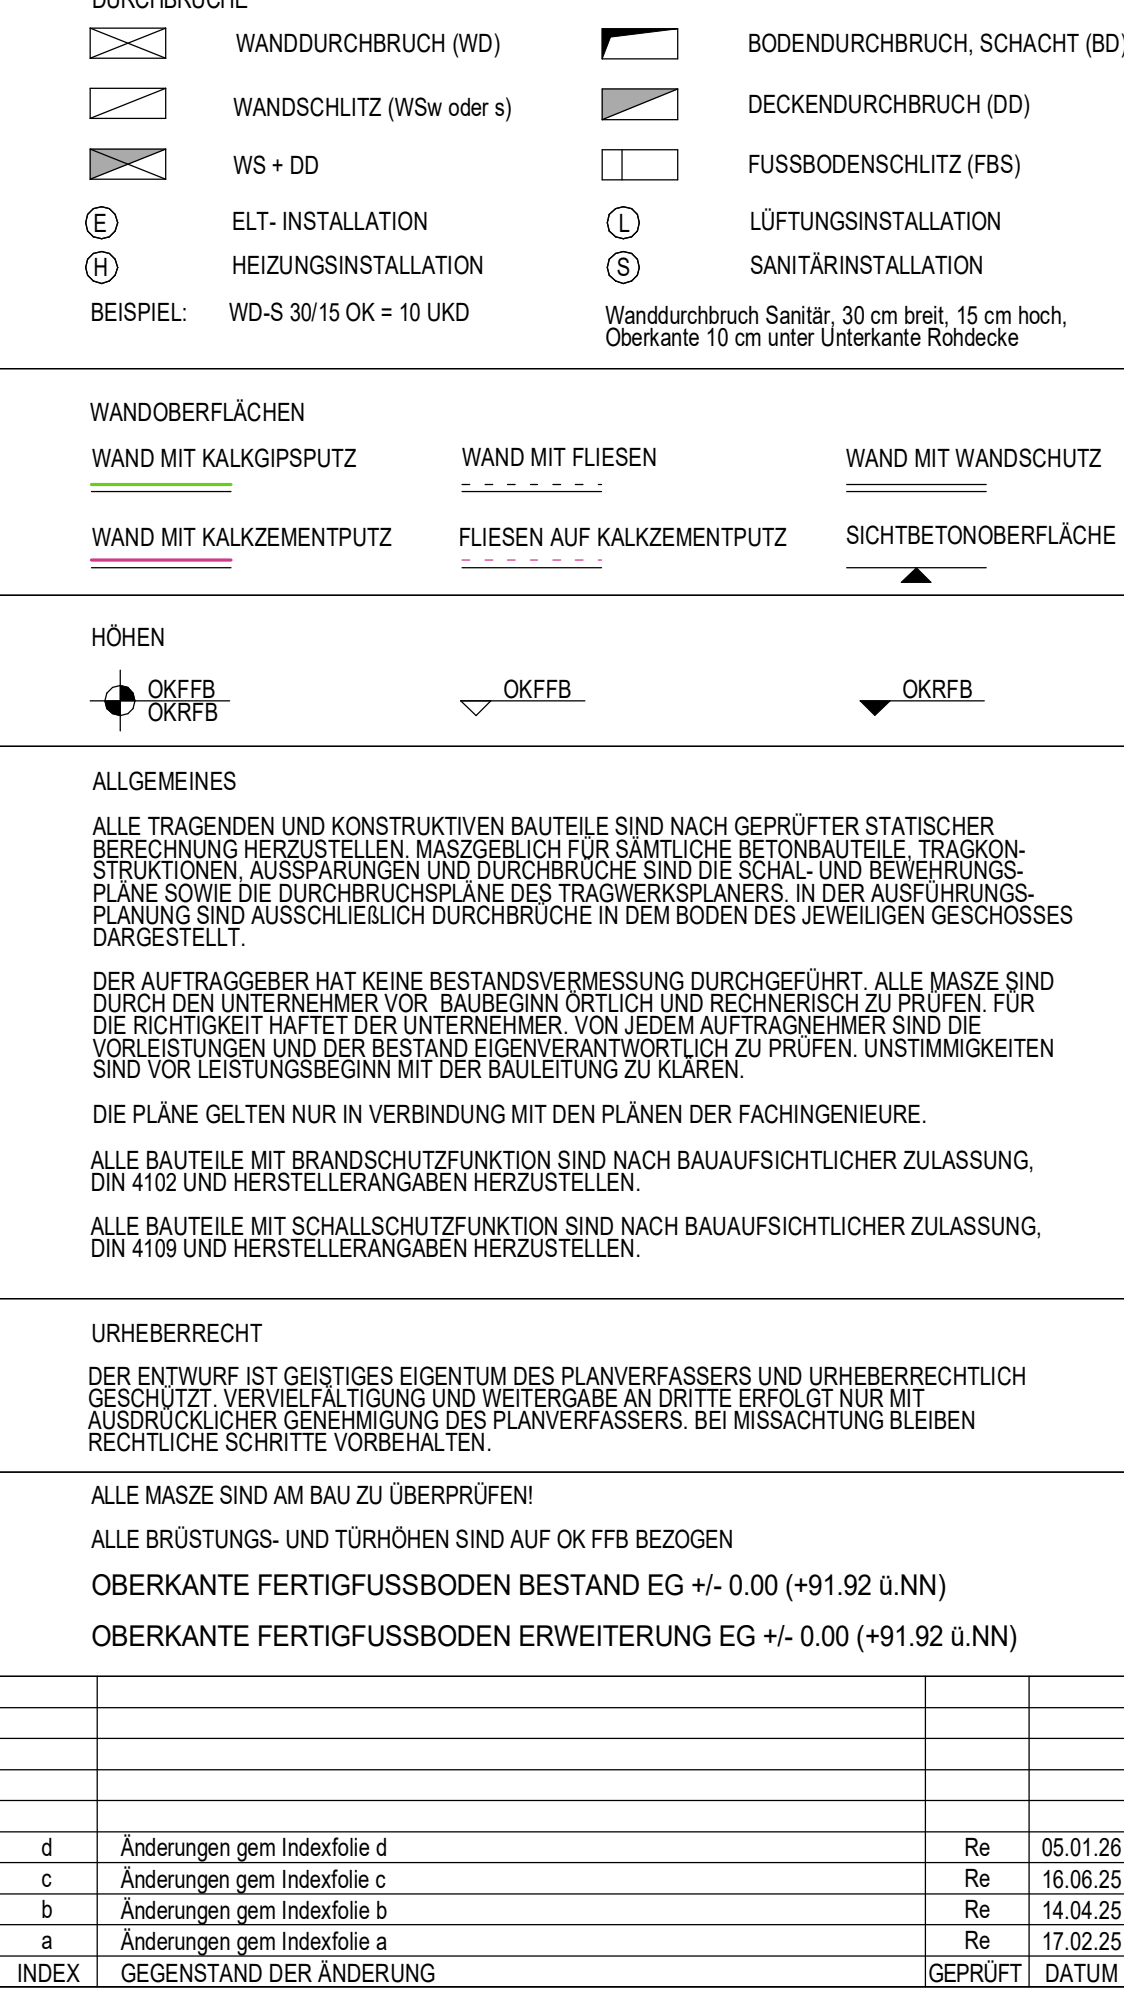 DURCHBRÜCHE
WANDDURCHBRUCH (WD)
BODENDURCHBRUCH, SCHACHT (BD)
WANDSCHLITZ (WSw oder s)
DECKENDURCHBRUCH (DD)
WS + DD
FUSSBODENSCHLITZ (FBS)
E ELT- INSTALLATION
L LÜFTUNGSINSTALLATION
H HEIZUNGSINSTALLATION
S SANITÄRINSTALLATION
BEISPIEL: WD-S 30/15 OK = 10 UKD
Wanddurchbruch Sanitär, 30 cm breit, 15 cm hoch,
Oberkante 10 cm unter Unterkante Rohdecke
WANDOBERFLÄCHEN
WAND MIT KALKGIPSPUTZ
WAND MIT FLIESEN
WAND MIT WANDSCHUTZ
WAND MIT KALKZEMENTPUTZ
FLIESEN AUF KALKZEMENTPUTZ
SICHTBETONOBERFLÄCHE
HÖHEN
OKFFB
OKRFB
OKFFB
OKRFB
ALLGEMEINES
ALLE TRAGENDEN UND KONSTRUKTIVEN BAUTEILE SIND NACH GEPRÜFTER STATISCHER
BERECHNUNG HERZUSTELLEN. MASZGEBLICH FÜR SÄMTLICHE BETONBAUTEILE, TRAGKON-
STRUKTIONEN, AUSSPARUNGEN UND DURCHBRÜCHE SIND DIE SCHAL- UND BEWEHRUNGS-
PLÄNE SOWIE DIE DURCHBRUCHSPLÄNE DES TRAGWERKSPLANERS. IN DER AUSFÜHRUNGS-
PLANUNG SIND AUSSCHLIEßLICH DURCHBRÜCHE IN DEM BODEN DES JEWEILIGEN GESCHOSSES
DARGESTELLT.
DER AUFTRAGGEBER HAT KEINE BESTANDSVERMESSUNG DURCHGEFÜHRT. ALLE MASZE SIND
DURCH DEN UNTERNEHMER VOR BAUBEGINN ÖRTLICH UND RECHNERISCH ZU PRÜFEN. FÜR
DIE RICHTIGKEIT HAFTET DER UNTERNEHMER. VON JEDEM AUFTRAGNEHMER SIND DIE
VORLEISTUNGEN UND DER BESTAND EIGENVERANTWORTLICH ZU PRÜFEN. UNSTIMMIGKEITEN
SIND VOR LEISTUNGSBEGINN MIT DER BAULEITUNG ZU KLÄREN.
DIE PLÄNE GELTEN NUR IN VERBINDUNG MIT DEN PLÄNEN DER FACHINGENIEURE.
ALLE BAUTEILE MIT BRANDSCHUTZFUNKTION SIND NACH BAUAUFSICHTLICHER ZULASSUNG,
DIN 4102 UND HERSTELLERANGABEN HERZUSTELLEN.
ALLE BAUTEILE MIT SCHALLSCHUTZFUNKTION SIND NACH BAUAUFSICHTLICHER ZULASSUNG,
DIN 4109 UND HERSTELLERANGABEN HERZUSTELLEN.
URHEBERRECHT
DER ENTWURF IST GEISTIGES EIGENTUM DES PLANVERFASSERS UND URHEBERRECHTLICH
GESCHÜTZT. VERVIELFÄLTIGUNG UND WEITERGABE AN DRITTE ERFOLGT NUR MIT
AUSDRÜCKLICHER GENEHMIGUNG DES PLANVERFASSERS. BEI MISSACHTUNG BLEIBEN
RECHTLICHE SCHRITTE VORBEHALTEN.
ALLE MASZE SIND AM BAU ZU ÜBERPRÜFEN!
ALLE BRÜSTUNGS- UND TÜRHÖHEN SIND AUF OK FFB BEZOGEN
OBERKANTE FERTIGFUSSBODEN BESTAND EG +/- 0.00 (+91.92 ü.NN)
OBERKANTE FERTIGFUSSBODEN ERWEITERUNG EG +/- 0.00 (+91.92 ü.NN)
d Änderungen gem Indexfolie d Re 05.01.26
c Änderungen gem Indexfolie c Re 16.06.25
b Änderungen gem Indexfolie b Re 14.04.25
a Änderungen gem Indexfolie a Re 17.02.25
INDEX GEGENSTAND DER ÄNDERUNG GEPRÜFT DATUM